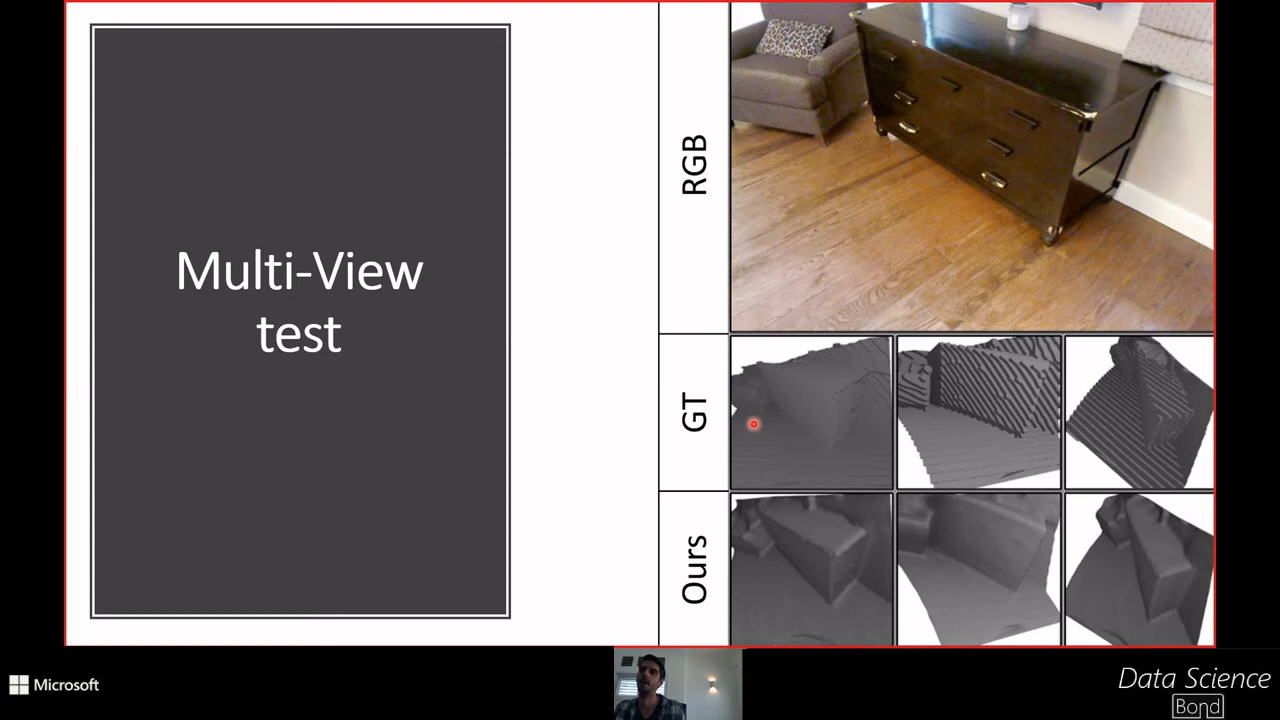 Multi-View
test
RGB
GT
Ours
Microsoft
Data Science
Bond